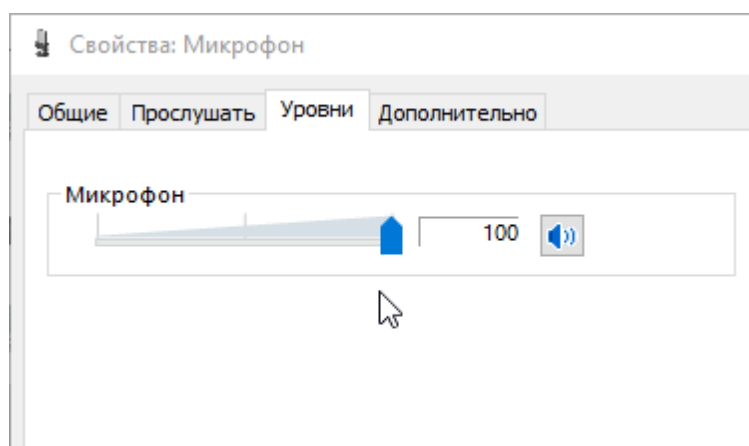 Свойства: Микрофон
Общие Прослушать Уровни Дополнительно
Микрофон
100